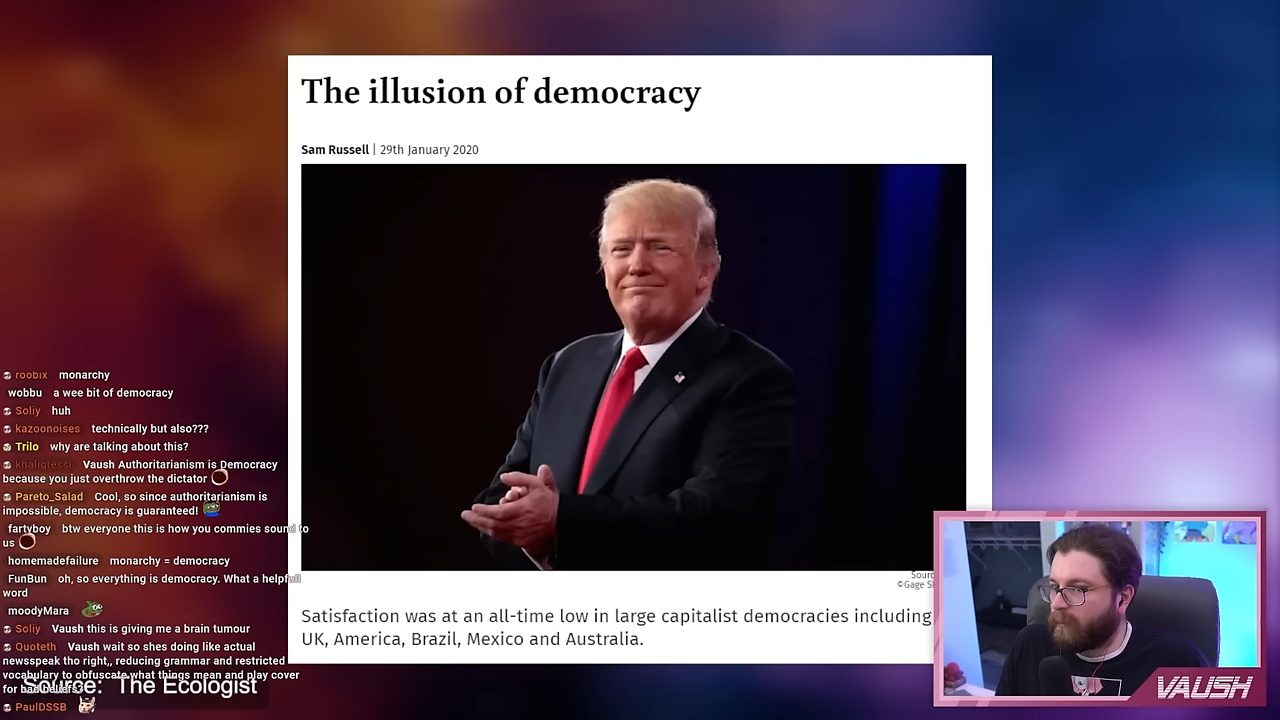 The illusion of democracy
Sam Russell | 29th January 2020
©Gage
Satisfaction was at an all-time low in large capitalist democracies including
UK, America, Brazil, Mexico and Australia.
roobix monarchy
wobbu a wee bit of democracy
Soliy huh
kazoonoises technically but also???
Trilo why are talking about this?
khaliqtessi Vaush Authoritarianism is Democracy
because you just overthrow the dictator
Pareto_Salad Cool, so since authoritarianism is
impossible, democracy is guaranteed!
fartyboy btw everyone this is how you commies sound to
us
homemadefailure monarchy = democracy
FunBun oh, so everything is democracy. What a helpfull
word
moodyMara
Soliy Vaush this is giving me a brain tumour
Quoteth Vaush wait so shes doing like actual
newsspeak tho right,, reducing grammar and restricted
vocabulary to obfuscate what things mean and play cover
for bad
Source: The Ecologist
PaulDSSB
VAUSH